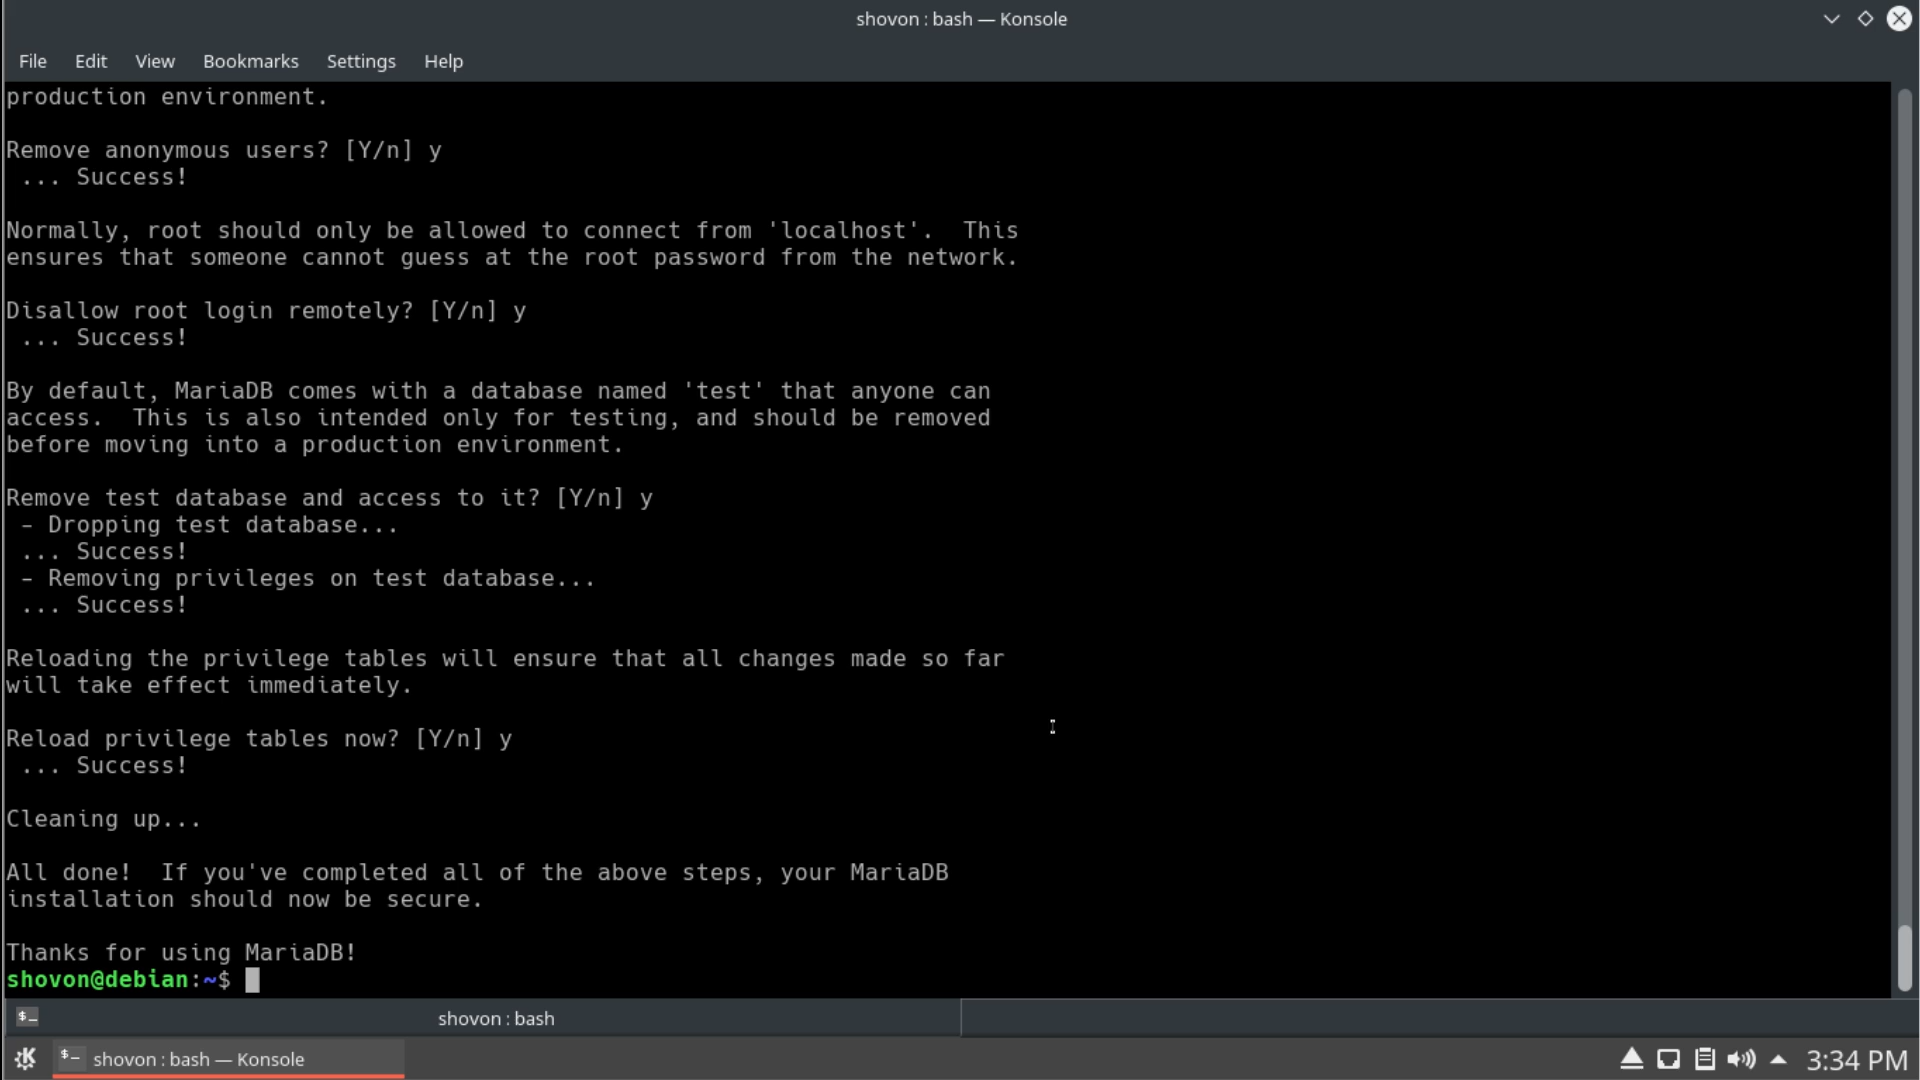 shovon : bash — Konsole
File Edit View Bookmarks Settings Help
production environment.
Remove anonymous users? [Y/n] y
 ... Success!
Normally, root should only be allowed to connect from 'localhost'.  This
ensures that someone cannot guess at the root password from the network.
Disallow root login remotely? [Y/n] y
 ... Success!
By default, MariaDB comes with a database named 'test' that anyone can
access.  This is also intended only for testing, and should be removed
before moving into a production environment.
Remove test database and access to it? [Y/n] y
 - Dropping test database...
 ... Success!
 - Removing privileges on test database...
 ... Success!
Reloading the privilege tables will ensure that all changes made so far
will take effect immediately.
Reload privilege tables now? [Y/n] y
 ... Success!
Cleaning up...
All done!  If you've completed all of the above steps, your MariaDB
installation should now be secure.
Thanks for using MariaDB!
shovon@debian:~$
$_ shovon : bash
$_ shovon : bash — Konsole 3:34 PM